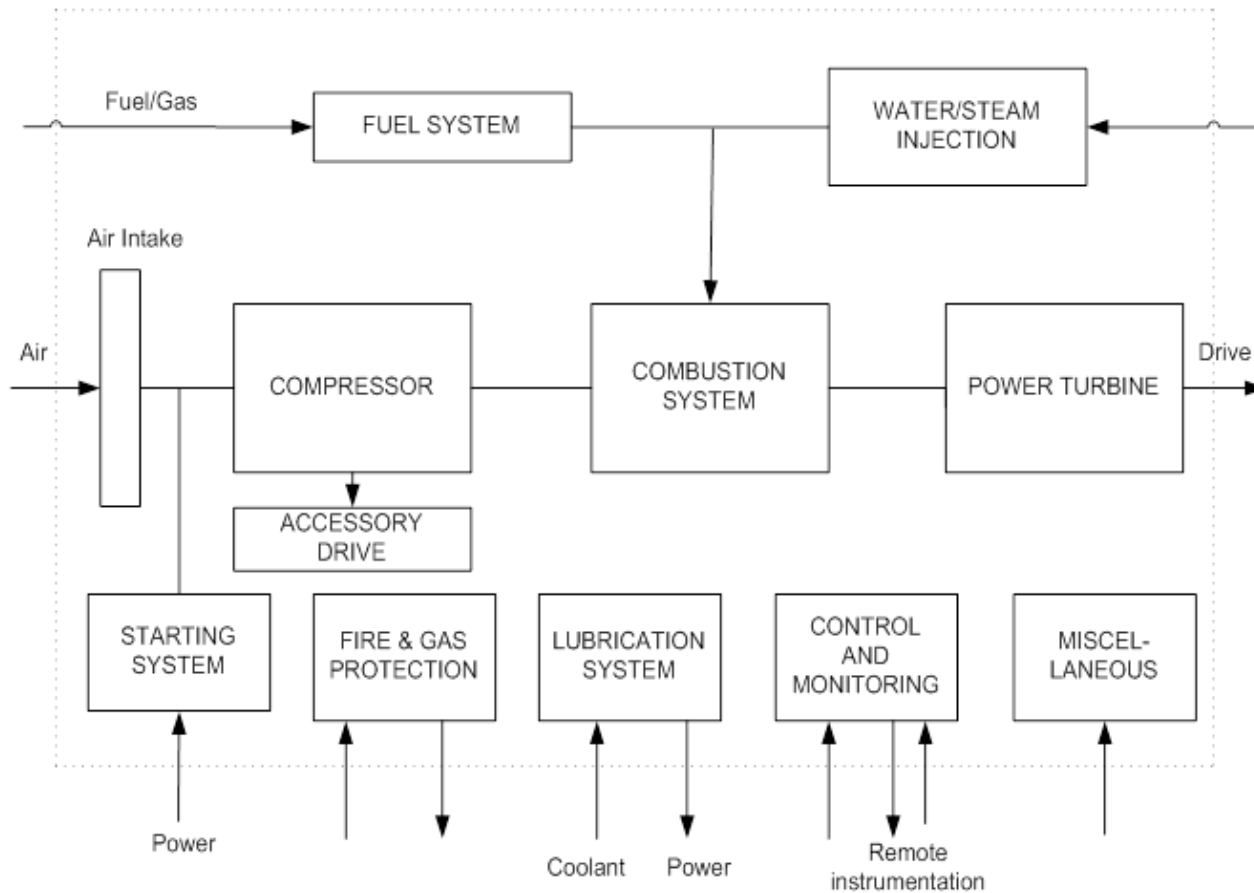 Fuel/Gas
FUEL SYSTEM
WATER/STEAM
INJECTION
Air Intake
Air
COMPRESSOR
COMBUSTION
SYSTEM
POWER TURBINE
Drive
ACCESSORY
DRIVE
STARTING
SYSTEM
FIRE & GAS
PROTECTION
LUBRICATION
SYSTEM
CONTROL
AND
MONITORING
MISCEL-
LANEOUS
Power
Coolant
Power
Remote
instrumentation